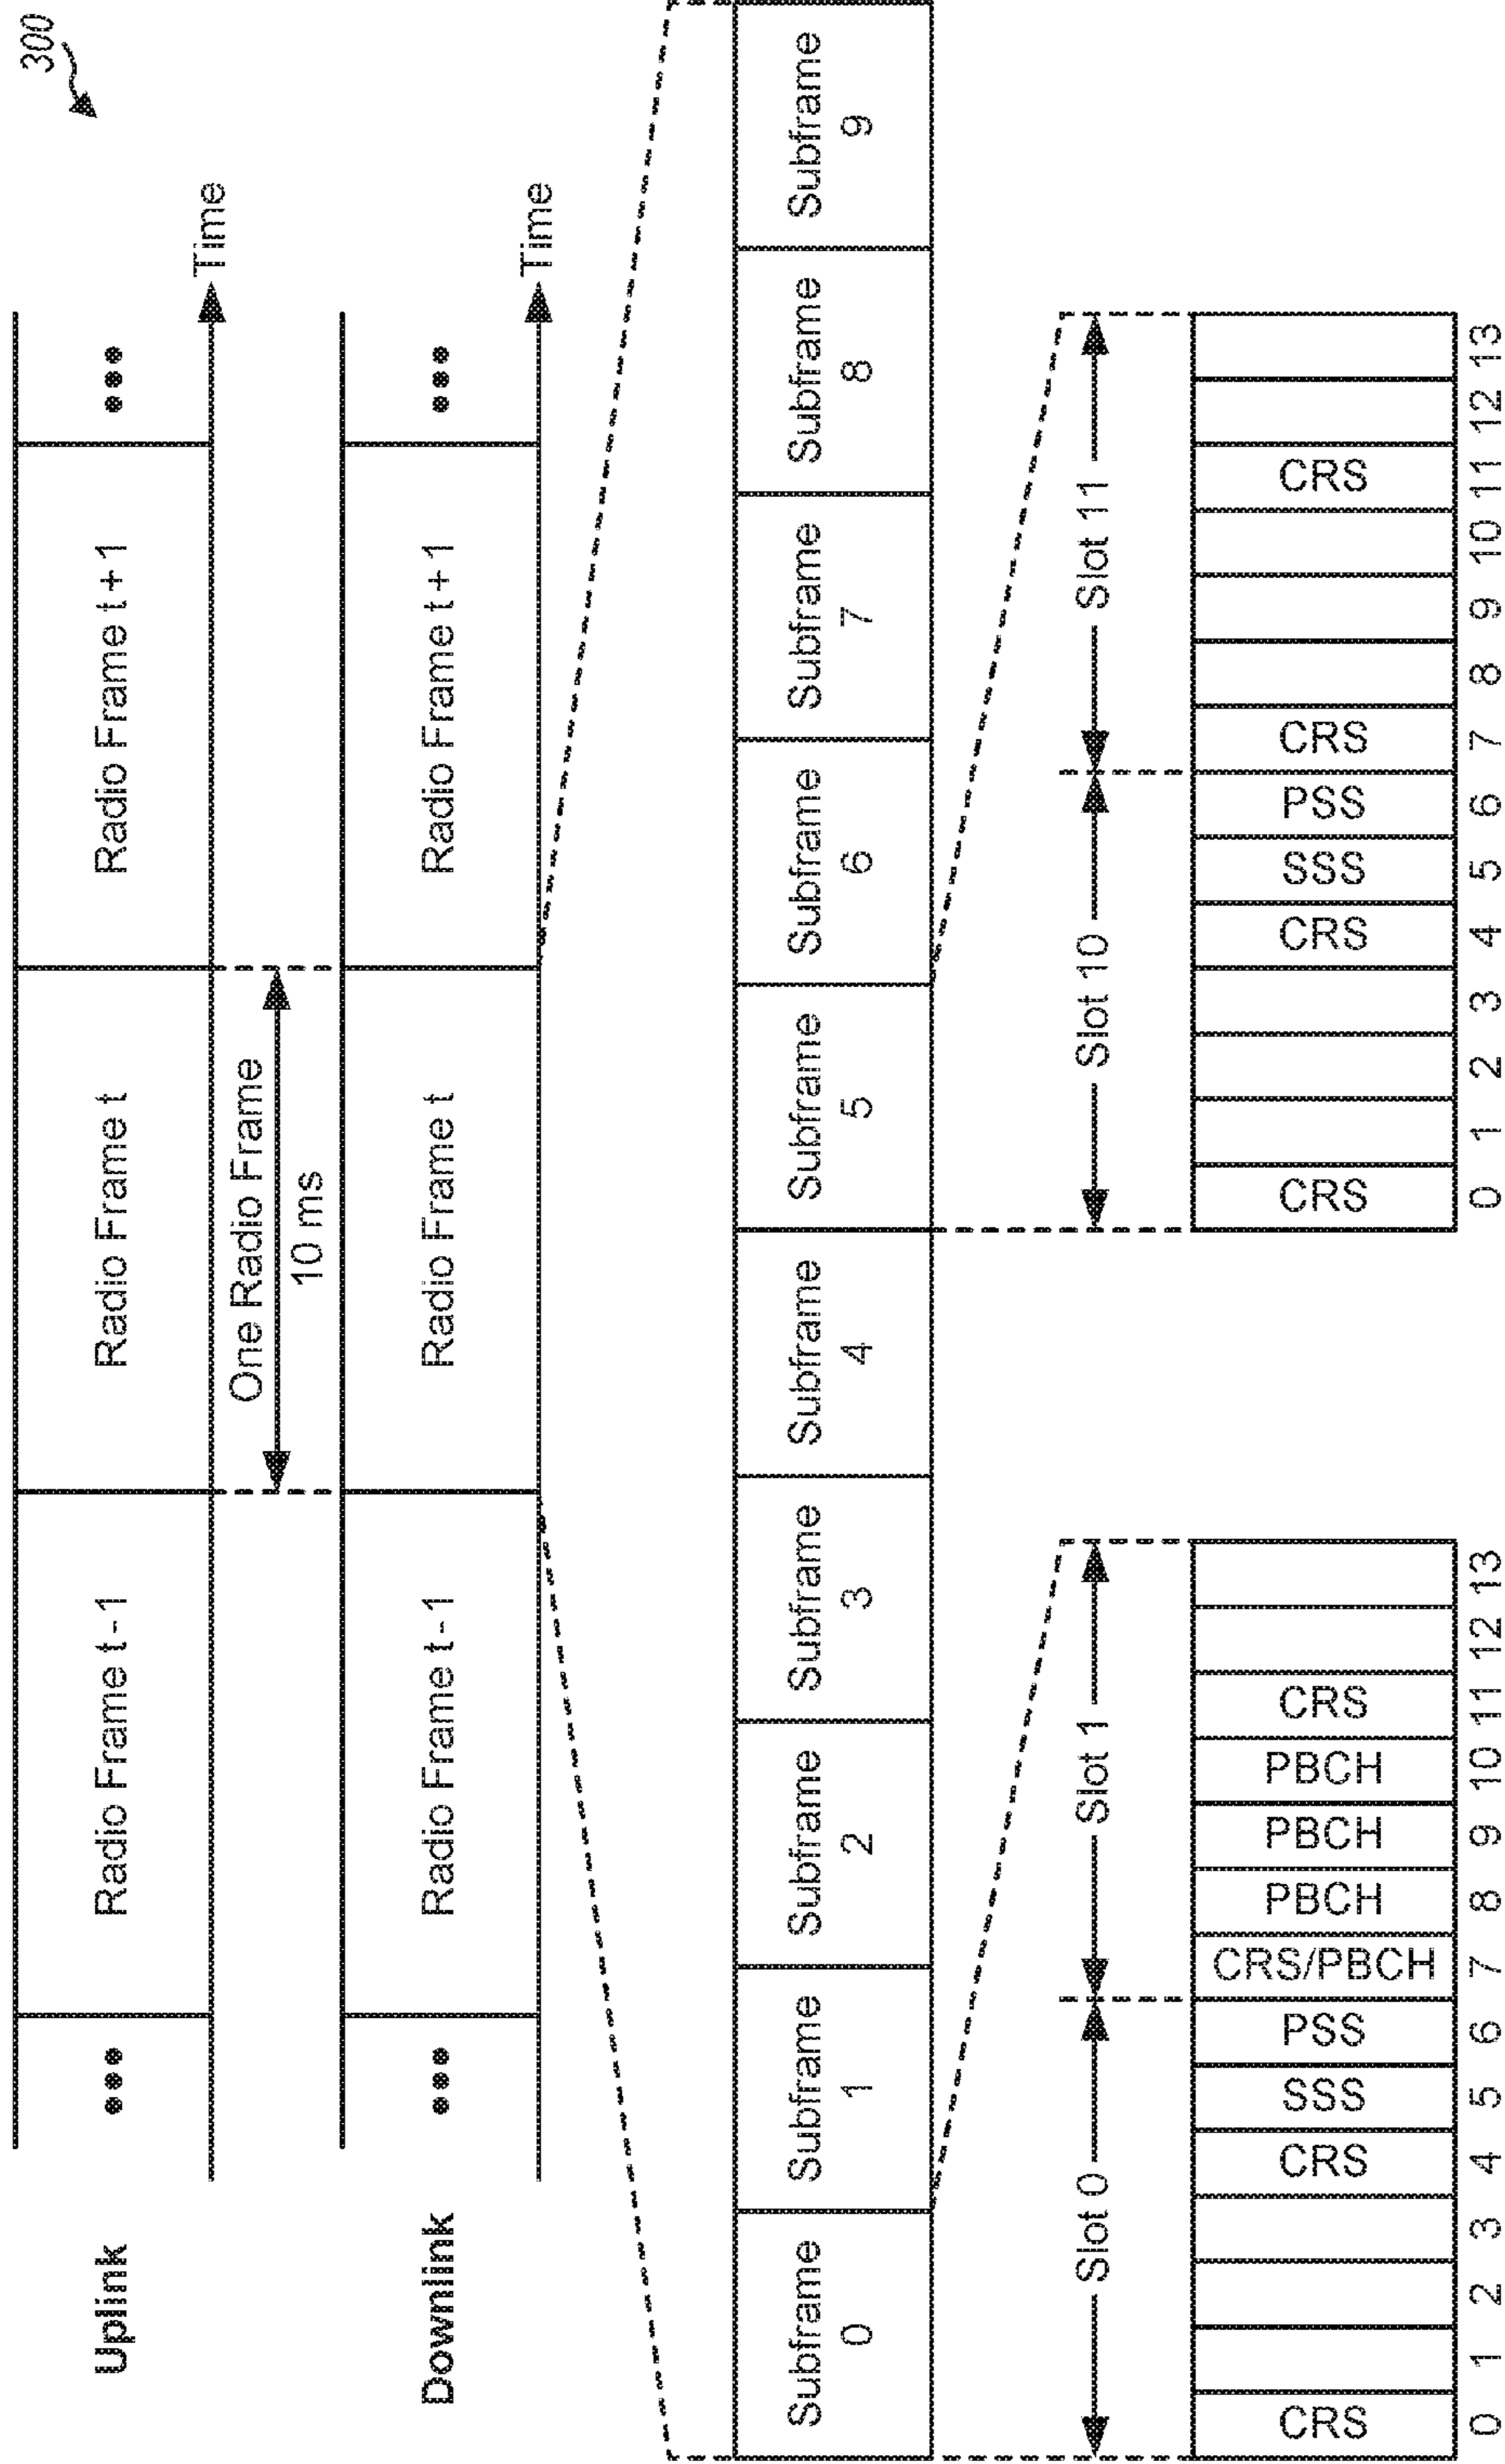 300
Uplink
••• Radio Frame t-1 Radio Frame t Radio Frame t+1 •••
Time
One Radio Frame
10 ms
Downlink
••• Radio Frame t-1 Radio Frame t Radio Frame t+1 •••
Time
Subframe 0
Subframe 1
Subframe 2
Subframe 3
Subframe 4
Subframe 5
Subframe 6
Subframe 7
Subframe 8
Subframe 9
Slot 0 Slot 1
CRS CRS SSS PSS CRS/PBCH PBCH PBCH PBCH CRS
0 1 2 3 4 5 6 7 8 9 10 11 12 13
Slot 10 Slot 11
CRS CRS SSS PSS CRS CRS
0 1 2 3 4 5 6 7 8 9 10 11 12 13